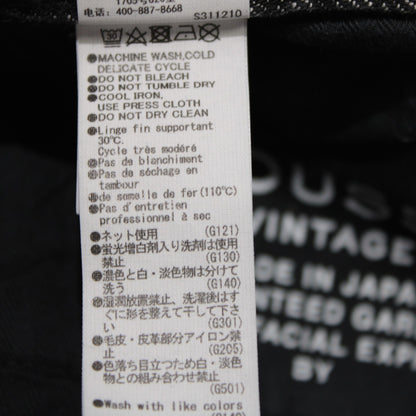 电话: 400-887-8668
S311210
●MACHINE WASH,COLD
DELICATE CYCLE
●DO NOT BLEACH
●DO NOT TUMBLE DRY
●COOL IRON,
USE PRESS CLOTH
●DO NOT DRY CLEAN
●Linge fin supportant
30℃.
Cycle très modéré
●Pas de blanchiment
●Pas de séchage en
tambour
●de semelle de fer(110℃)
●Pas d'entretien
professionnel à sec
●ネット使用 (G121)
●蛍光増白剤入り洗剤は使用
禁止 (G130)
●濃色と白・淡色物は分けて
洗う (G140)
●湿潤放置禁止、洗濯後はす
ぐに形を整えて干して下さ
い (G301)
●毛皮・皮革部分アイロン禁
止 (G205)
●色落ち目立つため白・淡色
物との組み合わせ禁止
(G501)
●Wash with like colors
VINTAGE
IN JAPA
BY